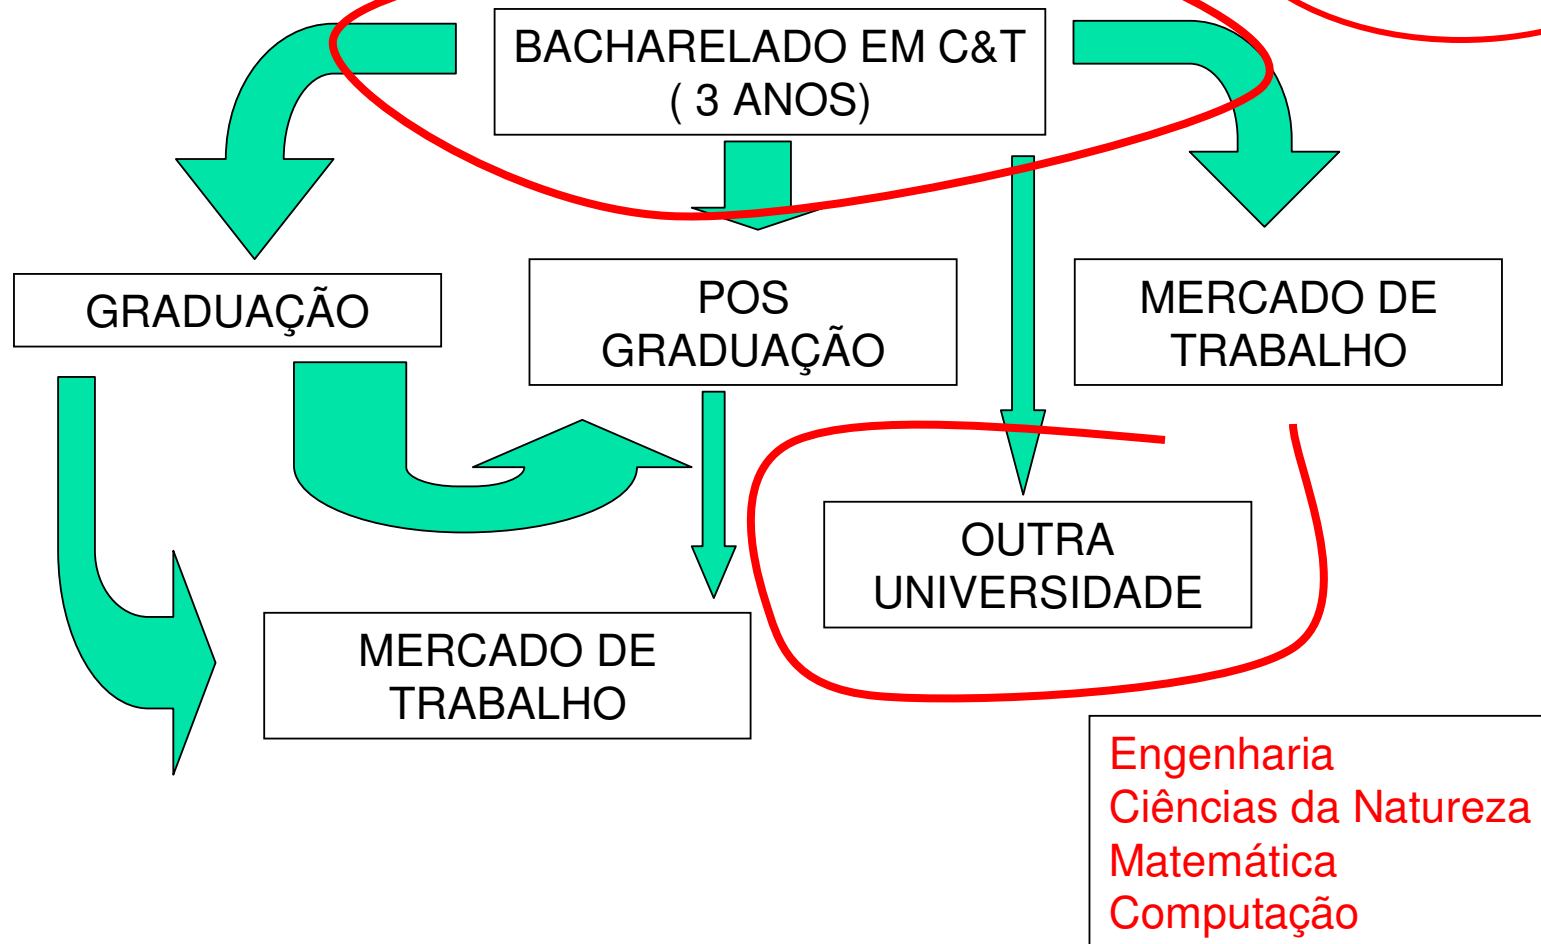 BACHARELADO EM C&T
( 3 ANOS)
GRADUAÇÃO
POS
GRADUAÇÃO
MERCADO DE
TRABALHO
OUTRA
UNIVERSIDADE
MERCADO DE
TRABALHO
Engenharia
Ciências da Natureza
Matemática
Computação